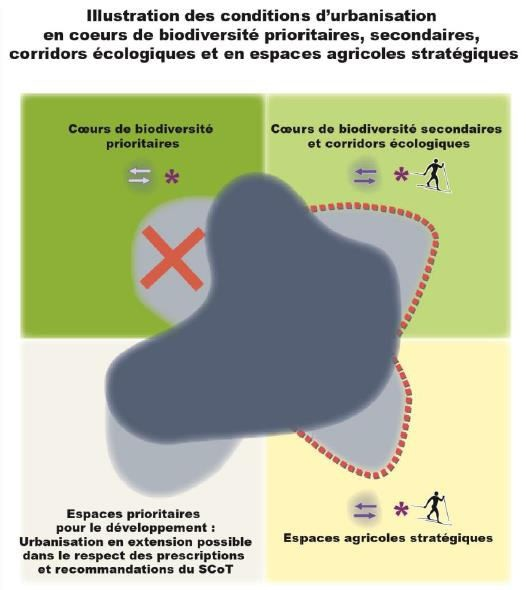 Illustration des conditions d'urbanisation
en coeurs de biodiversité prioritaires, secondaires,
corridors écologiques et en espaces agricoles stratégiques
Cœurs de biodiversité
prioritaires
Cœurs de biodiversité secondaires
et corridors écologiques
Espaces prioritaires
pour le développement :
Urbanisation en extension possible
dans le respect des prescriptions
et recommandations du SCoT
Espaces agricoles stratégiques